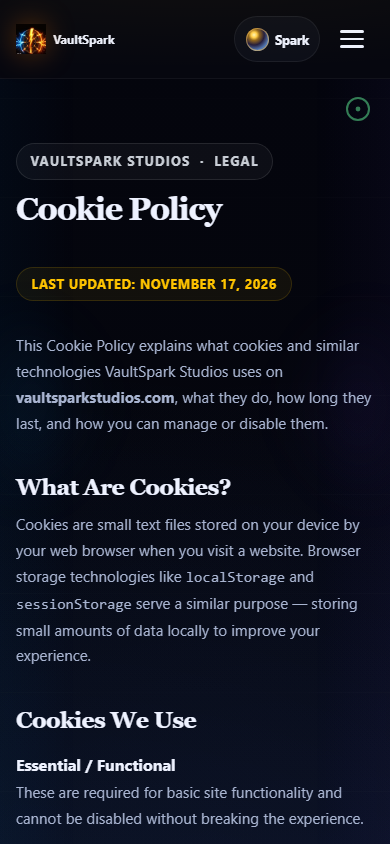 VaultSpark
Spark
VAULTSPARK STUDIOS · LEGAL
Cookie Policy
LAST UPDATED: NOVEMBER 17, 2026
This Cookie Policy explains what cookies and similar
technologies VaultSpark Studios uses on
vaultsparkstudios.com, what they do, how long they
last, and how you can manage or disable them.
What Are Cookies?
Cookies are small text files stored on your device by
your web browser when you visit a website. Browser
storage technologies like localStorage and
sessionStorage serve a similar purpose — storing
small amounts of data locally to improve your
experience.
Cookies We Use
Essential / Functional
These are required for basic site functionality and
cannot be disabled without breaking the experience.